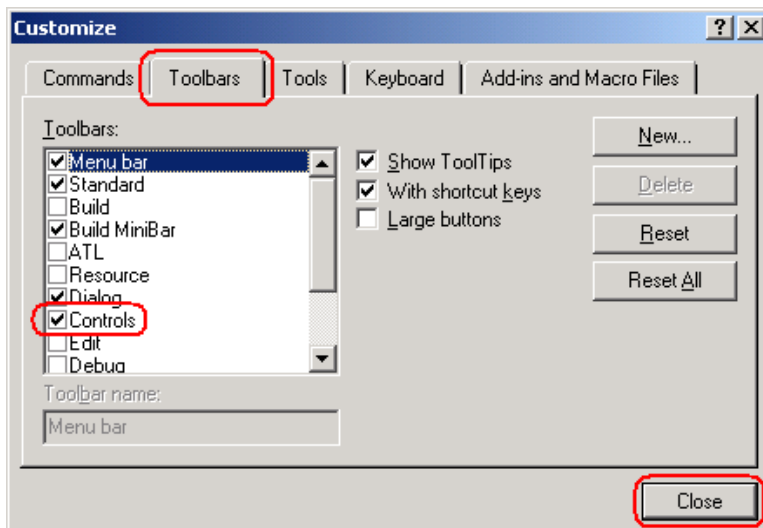 Customize
Commands Toolbars Tools Keyboard Add-ins and Macro Files
Toolbars:
Menu bar
Standard
Build
Build MiniBar
ATL
Resource
Dialog
Controls
Edit
Debug
Show ToolTips
With shortcut keys
Large buttons
New...
Delete
Reset
Reset All
Toolbar name:
Menu bar
Close